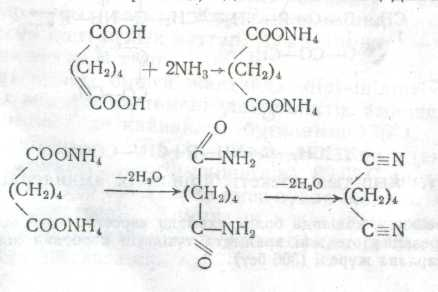 COOH COONH₄
(CH₂)₄ + 2NH₃→(CH₂)₄
COOH COONH₄
O
COONH₄ C—NH₂ C≡N
(CH₂)₄ —2H₂O (CH₂)₄ —2H₂O (CH₂)₄
COONH₄ C—NH₂ C≡N
O